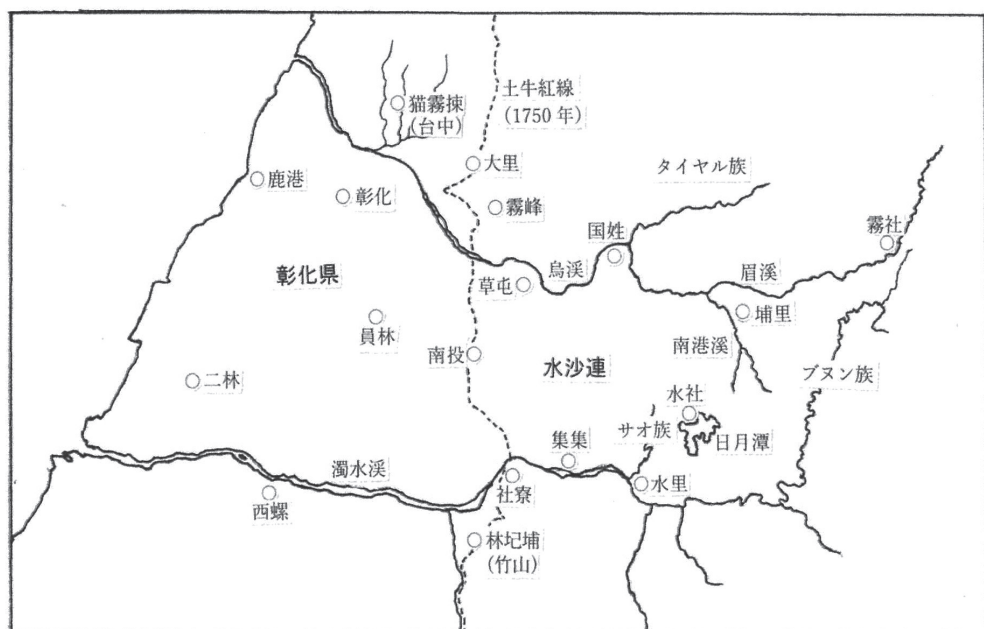 猫霧捒
(台中)
土牛紅線
(1750年)
大里
タイヤル族
鹿港
彰化
霧峰
国姓
霧社
彰化県
草屯
烏溪
眉溪
埔里
員林
南投
水沙連
南港溪
ブヌン族
二林
水社
サオ族
日月潭
集集
濁水溪
社寮
水里
西螺
林圮埔
(竹山)